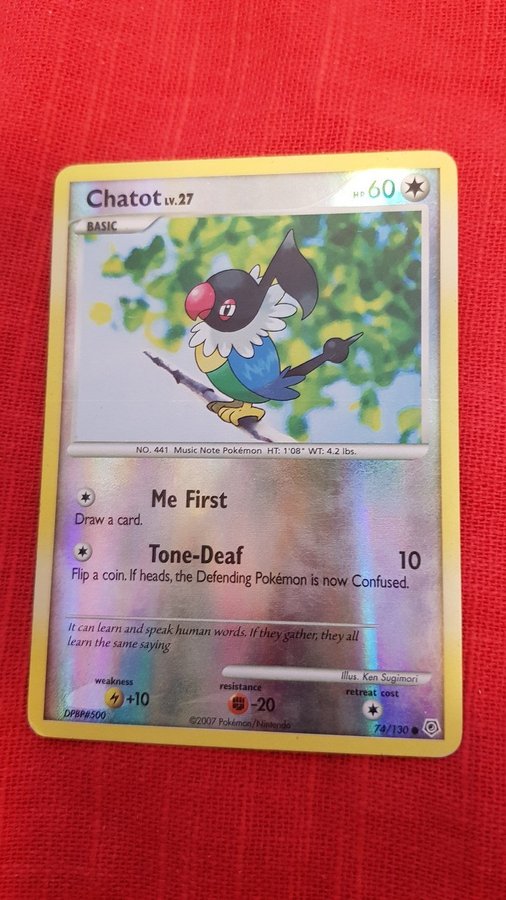 Chatot LV.27 HP 60
BASIC
NO. 441 Music Note Pokémon HT: 1'08" WT: 4.2 lbs.
Me First
Draw a card.
Tone-Deaf 10
Flip a coin. If heads, the Defending Pokémon is now Confused.
It can learn and speak human words. If they gather, they all
learn the same saying
Illus. Ken Sugimori
weakness resistance retreat cost
+10 -20
DPBP#500 ©2007 Pokémon/Nintendo 74/130